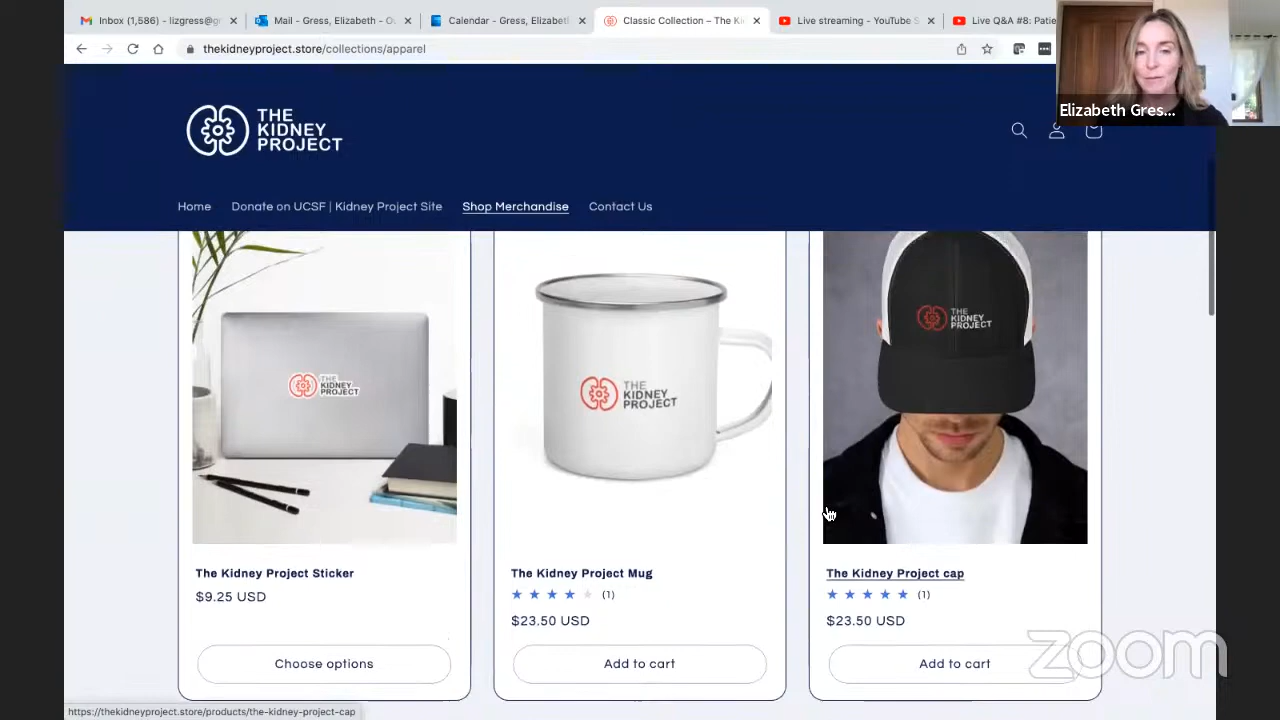 Inbox (1,586) - lizgress@gr
Mail - Gress, Elizabeth - Ou
Calendar - Gress, Elizabeth
Classic Collection – The Ki
Live streaming - YouTube S
Live Q&A #8: Patie
thekidneyproject.store/collections/apparel
Elizabeth Gres...
THE
KIDNEY
PROJECT
Home
Donate on UCSF | Kidney Project Site
Shop Merchandise
Contact Us
THE
KIDNEY
PROJECT
THE
KIDNEY
PROJECT
THE
KIDNEY
PROJECT
The Kidney Project Sticker
$9.25 USD
Choose options
The Kidney Project Mug
(1)
$23.50 USD
Add to cart
The Kidney Project cap
(1)
$23.50 USD
Add to cart
zoom
https://thekidneyproject.store/products/the-kidney-project-cap